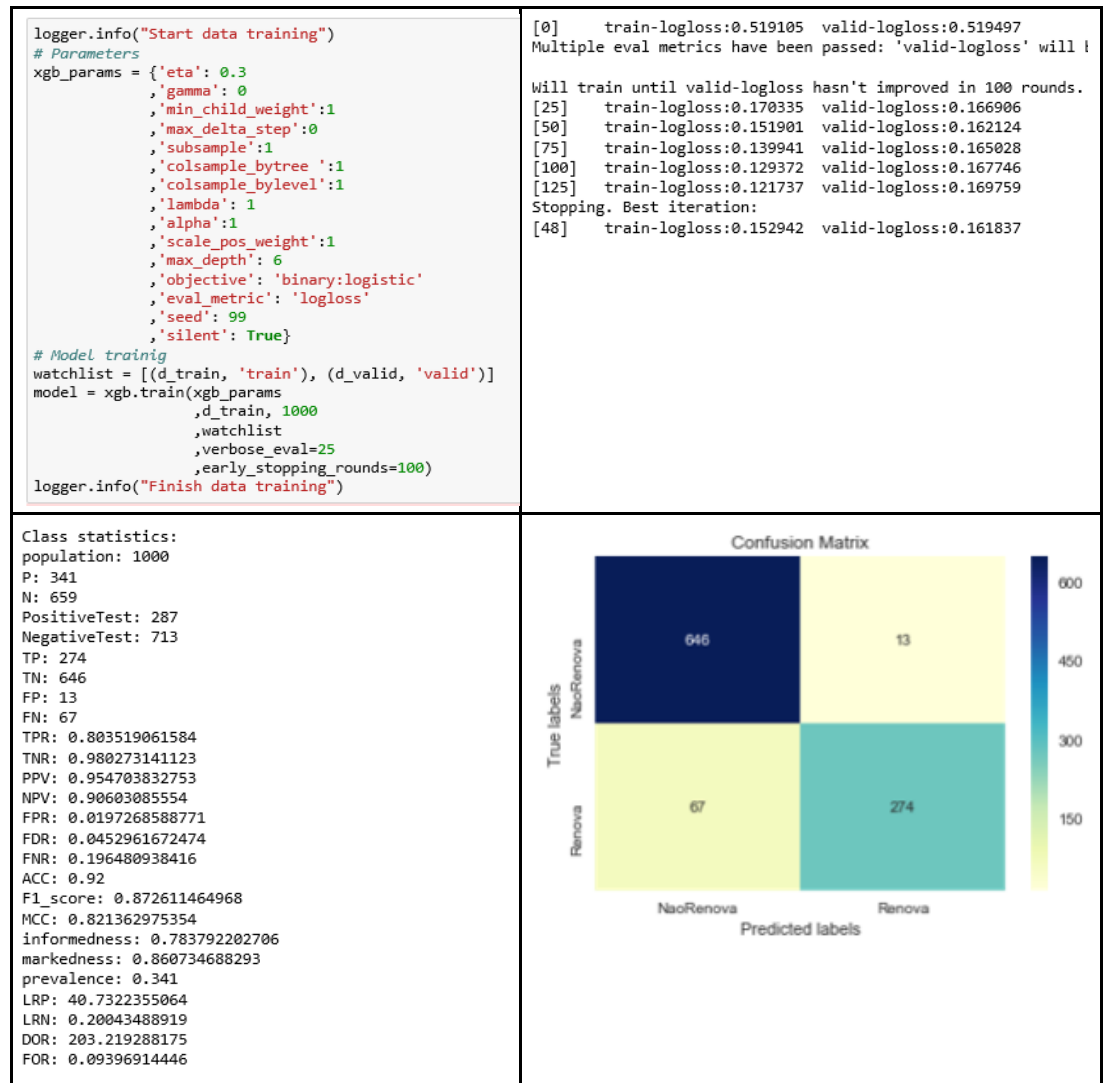 logger.info("Start data training")
# Parameters
xgb_params = {'eta': 0.3
,'gamma': 0
,'min_child_weight':1
,'max_delta_step':0
,'subsample':1
,'colsample_bytree ':1
,'colsample_bylevel':1
,'lambda': 1
,'alpha':1
,'scale_pos_weight':1
,'max_depth': 6
,'objective': 'binary:logistic'
,'eval_metric': 'logloss'
,'seed': 99
,'silent': True}
# Model trainig
watchlist = [(d_train, 'train'), (d_valid, 'valid')]
model = xgb.train(xgb_params
,d_train, 1000
,watchlist
,verbose_eval=25
,early_stopping_rounds=100)
logger.info("Finish data training")
[0] train-logloss:0.519105 valid-logloss:0.519497
Multiple eval metrics have been passed: 'valid-logloss' will
Will train until valid-logloss hasn't improved in 100 rounds.
[25] train-logloss:0.170335 valid-logloss:0.166906
[50] train-logloss:0.151901 valid-logloss:0.162124
[75] train-logloss:0.139941 valid-logloss:0.165028
[100] train-logloss:0.129372 valid-logloss:0.167746
[125] train-logloss:0.121737 valid-logloss:0.169759
Stopping. Best iteration:
[48] train-logloss:0.152942 valid-logloss:0.161837
Class statistics:
population: 1000
P: 341
N: 659
PositiveTest: 287
NegativeTest: 713
TP: 274
TN: 646
FP: 13
FN: 67
TPR: 0.803519061584
TNR: 0.980273141123
PPV: 0.954703832753
NPV: 0.90603085554
FPR: 0.0197268588771
FDR: 0.0452961672474
FNR: 0.196480938416
ACC: 0.92
F1_score: 0.872611464968
MCC: 0.821362975354
informedness: 0.783792202706
markedness: 0.860734688293
prevalence: 0.341
LRP: 40.7322355064
LRN: 0.20043488919
DOR: 203.219288175
FOR: 0.09396914446
Confusion Matrix
True labels
NaoRenova
Renova
646
13
67
274
NaoRenova
Renova
Predicted labels
600
450
300
150